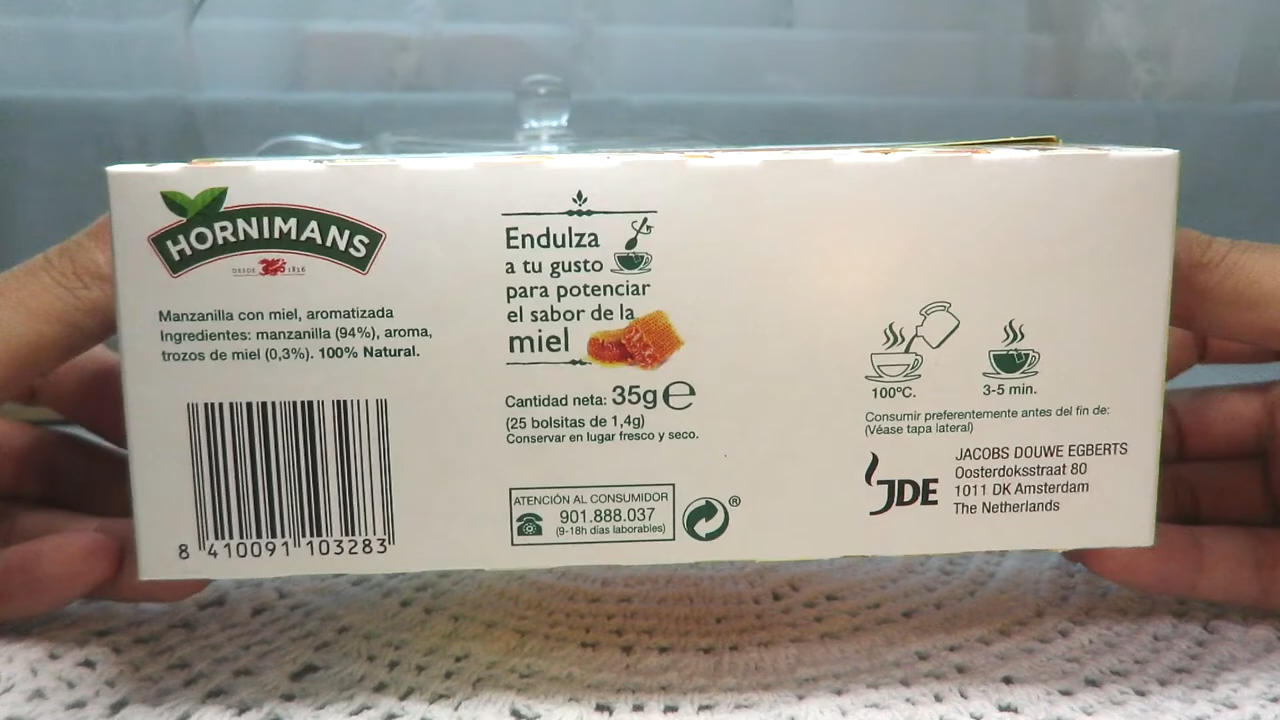 HORNIMANS
DESDE 1816
Manzanilla con miel, aromatizada
Ingredientes: manzanilla (94%), aroma,
trozos de miel (0,3%). 100% Natural.
8 410091 103283
Endulza
a tu gusto
para potenciar
el sabor de la
miel
Cantidad neta: 35g ℮
(25 bolsitas de 1,4g)
Conservar en lugar fresco y seco.
ATENCIÓN AL CONSUMIDOR
901.888.037
(9-18h días laborables)
®
100ºC.
3-5 min.
Consumir preferentemente antes del fin de:
(Véase tapa lateral)
JDE
JACOBS DOUWE EGBERTS
Oosterdoksstraat 80
1011 DK Amsterdam
The Netherlands